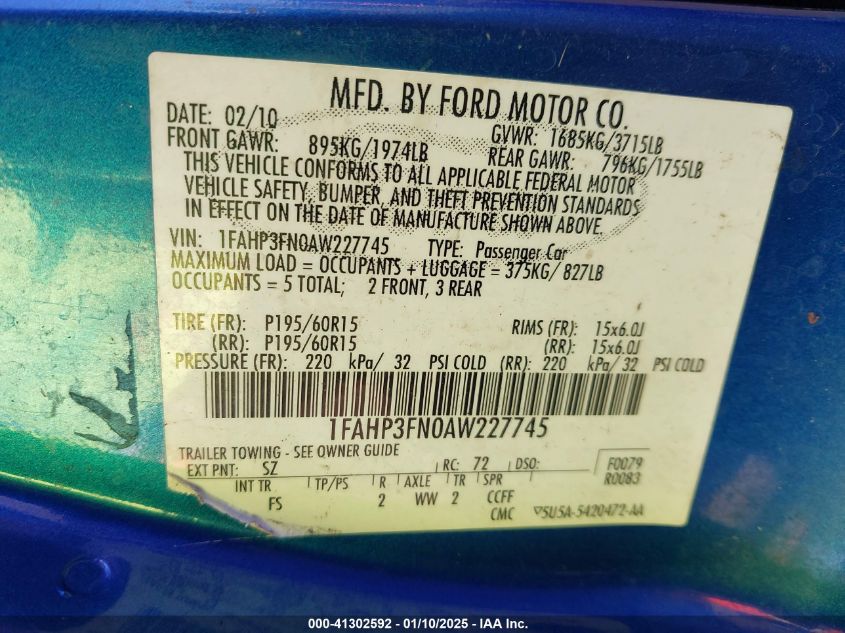 MFD. BY FORD MOTOR CO.
DATE: 02/10 GVWR: 1685KG/3715LB
FRONT GAWR: 895KG/1974LB REAR GAWR: 796KG/1755LB
THIS VEHICLE CONFORMS TO ALL APPLICABLE FEDERAL MOTOR
VEHICLE SAFETY, BUMPER, AND THEFT PREVENTION STANDARDS
IN EFFECT ON THE DATE OF MANUFACTURE SHOWN ABOVE.
VIN: 1FAHP3FN0AW227745 TYPE: Passenger Car
MAXIMUM LOAD = OCCUPANTS + LUGGAGE = 375KG/ 827LB
OCCUPANTS = 5 TOTAL; 2 FRONT, 3 REAR
TIRE (FR): P195/60R15 RIMS (FR): 15x6.0J
(RR): P195/60R15 (RR): 15x6.0J
PRESSURE (FR): 220 kPa/ 32 PSI COLD (RR): 220 kPa/ 32 PSI COLD
1FAHP3FN0AW227745
TRAILER TOWING - SEE OWNER GUIDE
EXT PNT: SZ RC: 72 DSO: F0079
R0083
INT TR TP/PS R AXLE TR SPR
FS 2 WW 2 CCFF
CMC 5U5A-5420472-AA
000-41302592 - 01/10/2025 - IAA Inc.